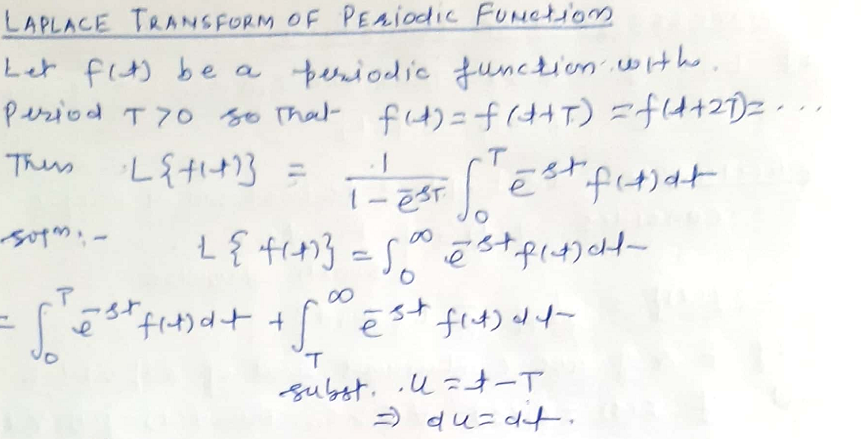 LAPLACE TRANSFORM OF PERIODIC FUNCTION
Let f(t) be a periodic function with.
Period T>0 so that f(t)=f(t+T)=f(t+2T)=...
Then L{f(t)} = 1/(1-e^-sT) ∫_0^T e^-st f(t)dt
Solm:- L{f(t)} = ∫_0^∞ e^-st f(t)dt
= ∫_0^T e^-st f(t)dt + ∫_T^∞ e^-st f(t)dt
subst. u=t-T
⇒ du=dt.